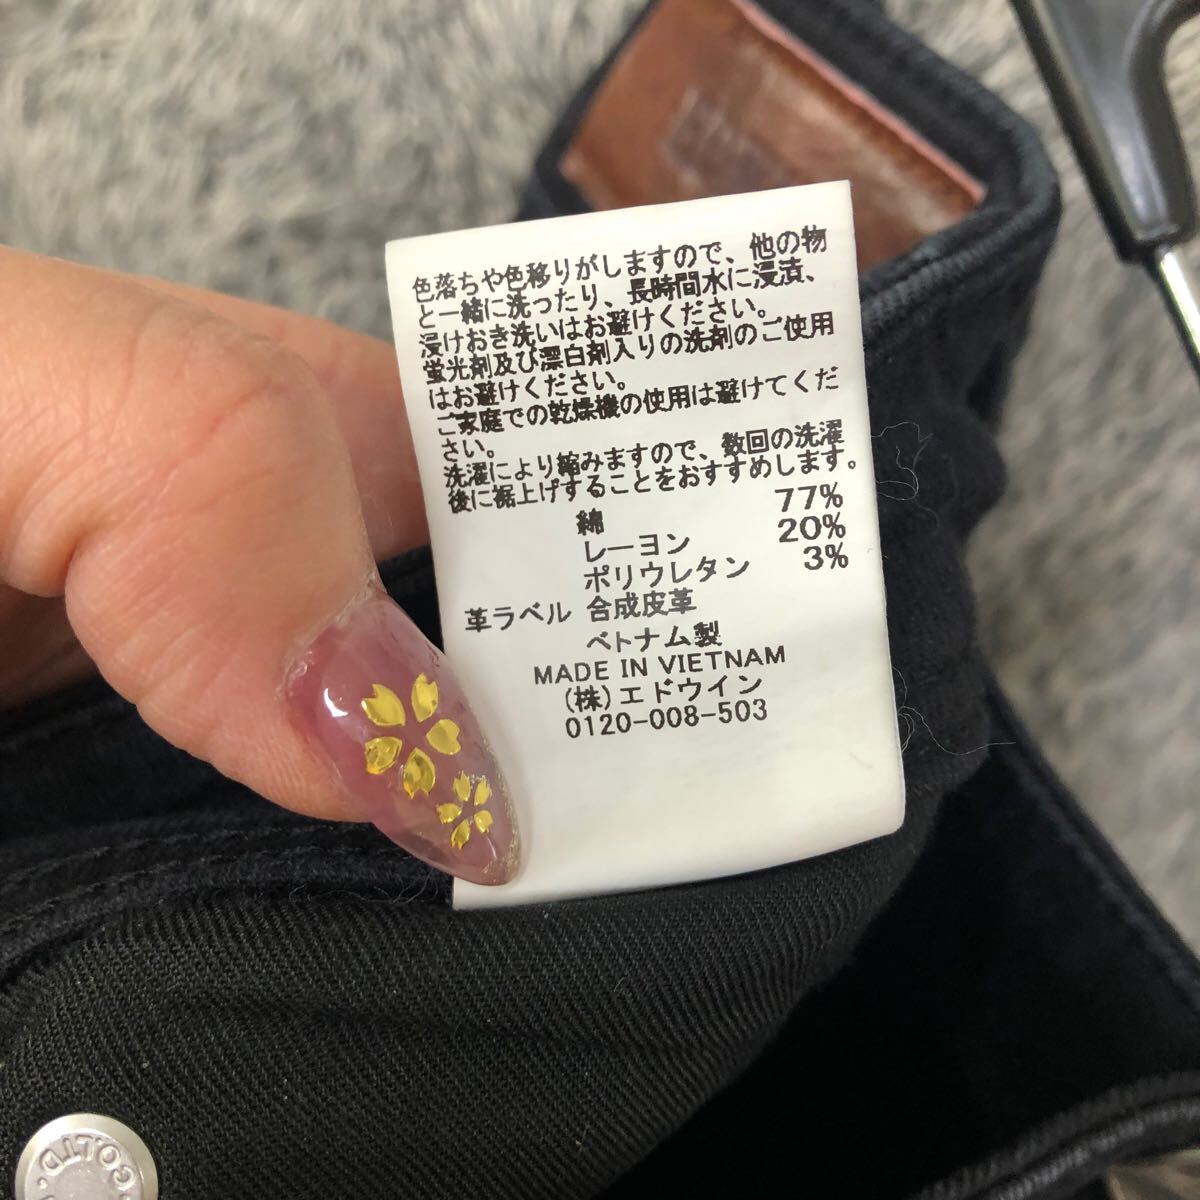 色落ちや色移りがしますので、他の物
と一緒に洗ったり、長時間水に浸漬、
浸けおき洗いはお避けください。
蛍光剤及び漂白剤入りの洗剤のご使用
はお避けください。
ご家庭での乾燥機の使用は避けてくだ
さい。
洗濯により縮みますので、数回の洗濯
後に裾上げすることをおすすめします。
綿 77%
レーヨン 20%
ポリウレタン 3%
革ラベル 合成皮革
ベトナム製
MADE IN VIETNAM
(株)エドウイン
0120-008-503
CO.LTD.